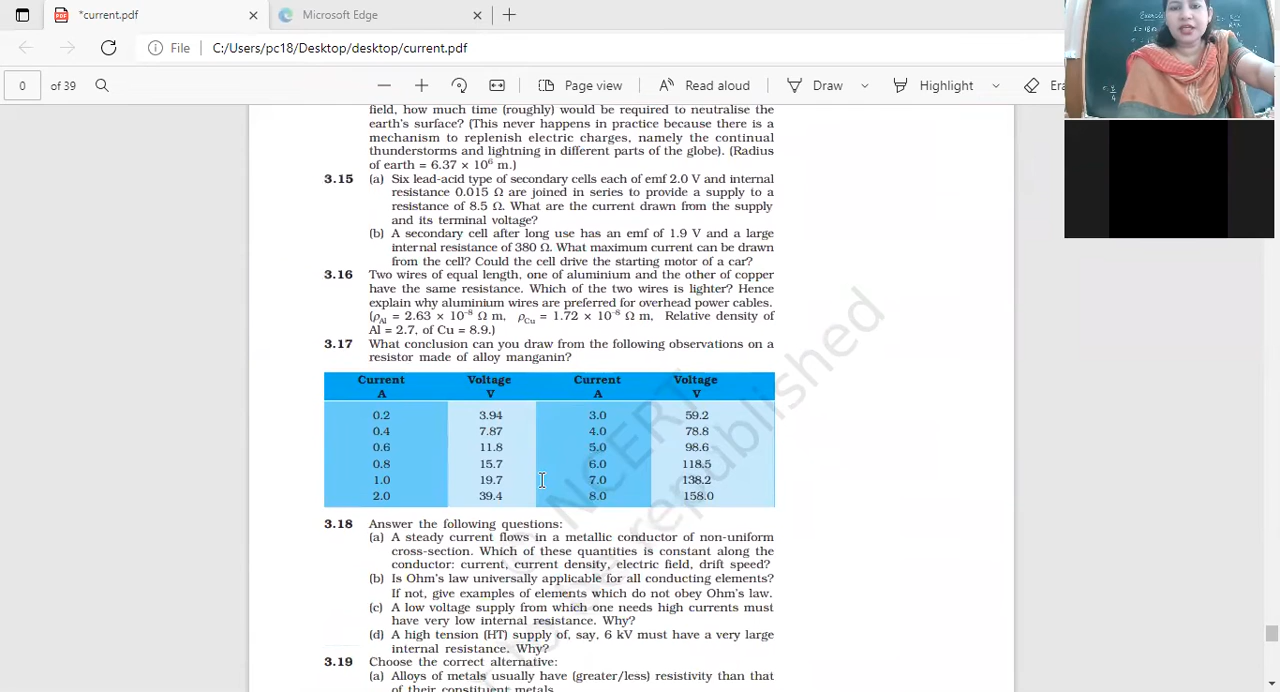 *current.pdf
Microsoft Edge
File
C:/Users/pc18/Desktop/desktop/current.pdf
0 of 39
Page view
Read aloud
Draw
Highlight
field, how much time (roughly) would be required to neutralise the
earth's surface? (This never happens in practice because there is a
mechanism to replenish electric charges, namely the continual
thunderstorms and lightning in different parts of the globe). (Radius
of earth = 6.37 × 10⁶ m.)
3.15 (a) Six lead-acid type of secondary cells each of emf 2.0 V and internal
resistance 0.015 Ω are joined in series to provide a supply to a
resistance of 8.5 Ω. What are the current drawn from the supply
and its terminal voltage?
(b) A secondary cell after long use has an emf of 1.9 V and a large
internal resistance of 380 Ω. What maximum current can be drawn
from the cell? Could the cell drive the starting motor of a car?
3.16 Two wires of equal length, one of aluminium and the other of copper
have the same resistance. Which of the two wires is lighter? Hence
explain why aluminium wires are preferred for overhead power cables.
(ρAl = 2.63 × 10⁻⁸ Ω m, ρCu = 1.72 × 10⁻⁸ Ω m, Relative density of
Al = 2.7, of Cu = 8.9.)
3.17 What conclusion can you draw from the following observations on a
resistor made of alloy manganin?
Current Voltage Current Voltage
A V A V
0.2 3.94 3.0 59.2
0.4 7.87 4.0 78.8
0.6 11.8 5.0 98.6
0.8 15.7 6.0 118.5
1.0 19.7 7.0 138.2
2.0 39.4 8.0 158.0
3.18 Answer the following questions:
(a) A steady current flows in a metallic conductor of non-uniform
cross-section. Which of these quantities is constant along the
conductor: current, current density, electric field, drift speed?
(b) Is Ohm's law universally applicable for all conducting elements?
If not, give examples of elements which do not obey Ohm's law.
(c) A low voltage supply from which one needs high currents must
have very low internal resistance. Why?
(d) A high tension (HT) supply of, say, 6 kV must have a very large
internal resistance. Why?
3.19 Choose the correct alternative:
(a) Alloys of metals usually have (greater/less) resistivity than that
of their constituent metals.
NCERT
republished